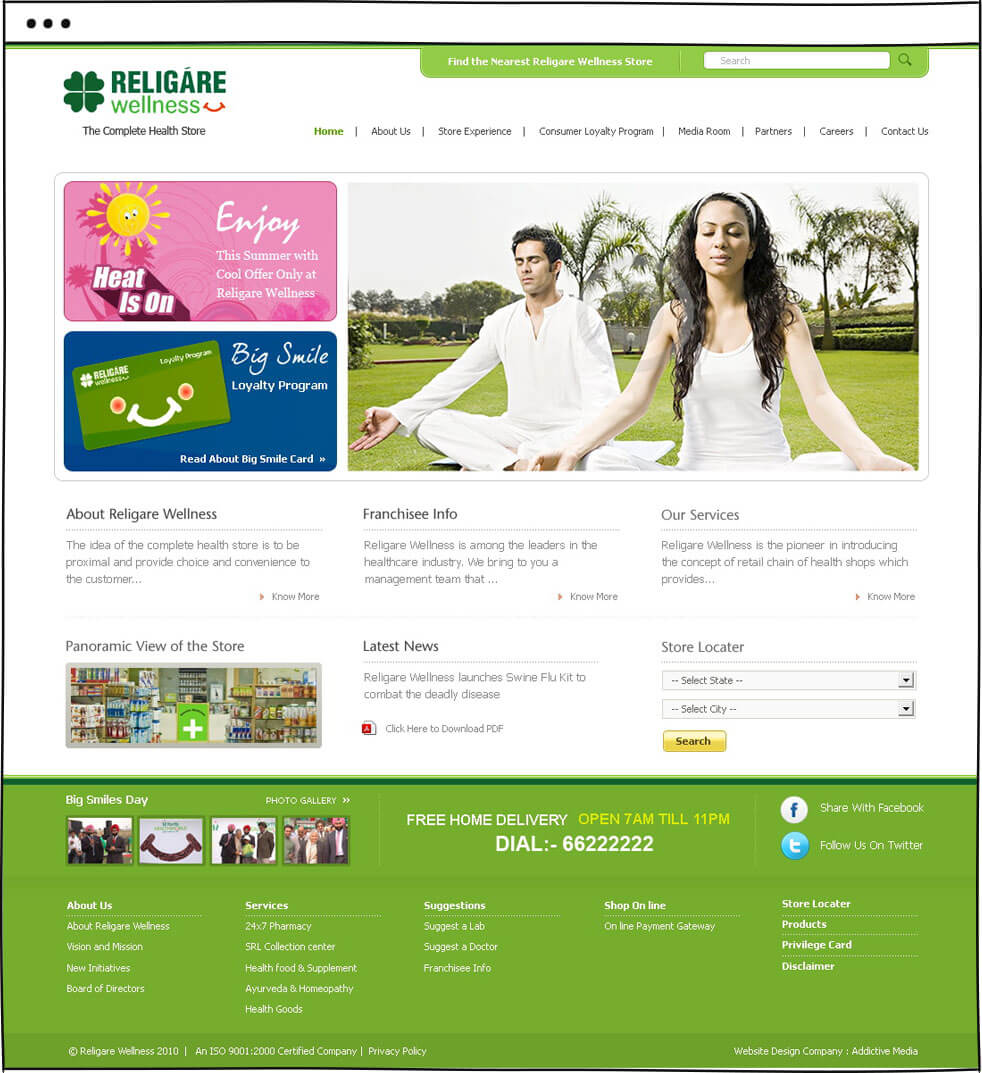 Find the Nearest Religare Wellness Store
Search
RELIGÁRE
wellness
The Complete Health Store
Home | About Us | Store Experience | Consumer Loyalty Program | Media Room | Partners | Careers | Contact Us
Enjoy
This Summer with
Cool Offer Only at
Religare Wellness
Heat
Is On
Loyalty Program
RELIGARE
wellness
Big Smile
Loyalty Program
Read About Big Smile Card »
About Religare Wellness
The idea of the complete health store is to be
proximal and provide choice and convenience to
the customer...
Know More
Franchisee Info
Religare Wellness is among the leaders in the
healthcare industry. We bring to you a
management team that ...
Know More
Our Services
Religare Wellness is the pioneer in introducing
the concept of retail chain of health shops which
provides...
Know More
Panoramic View of the Store
Latest News
Religare Wellness launches Swine Flu Kit to
combat the deadly disease
Click Here to Download PDF
Store Locater
-- Select State --
-- Select City --
Search
Big Smiles Day
PHOTO GALLERY »
FREE HOME DELIVERY OPEN 7AM TILL 11PM
DIAL:- 66222222
Share With Facebook
Follow Us On Twitter
About Us
About Religare Wellness
Vision and Mission
New Initiatives
Board of Directors
Services
24x7 Pharmacy
SRL Collection center
Health food & Supplement
Ayurveda & Homeopathy
Health Goods
Suggestions
Suggest a Lab
Suggest a Doctor
Franchisee Info
Shop On line
On line Payment Gateway
Store Locater
Products
Privilege Card
Disclaimer
© Religare Wellness 2010 | An ISO 9001:2000 Certified Company | Privacy Policy
Website Design Company : Addictive Media